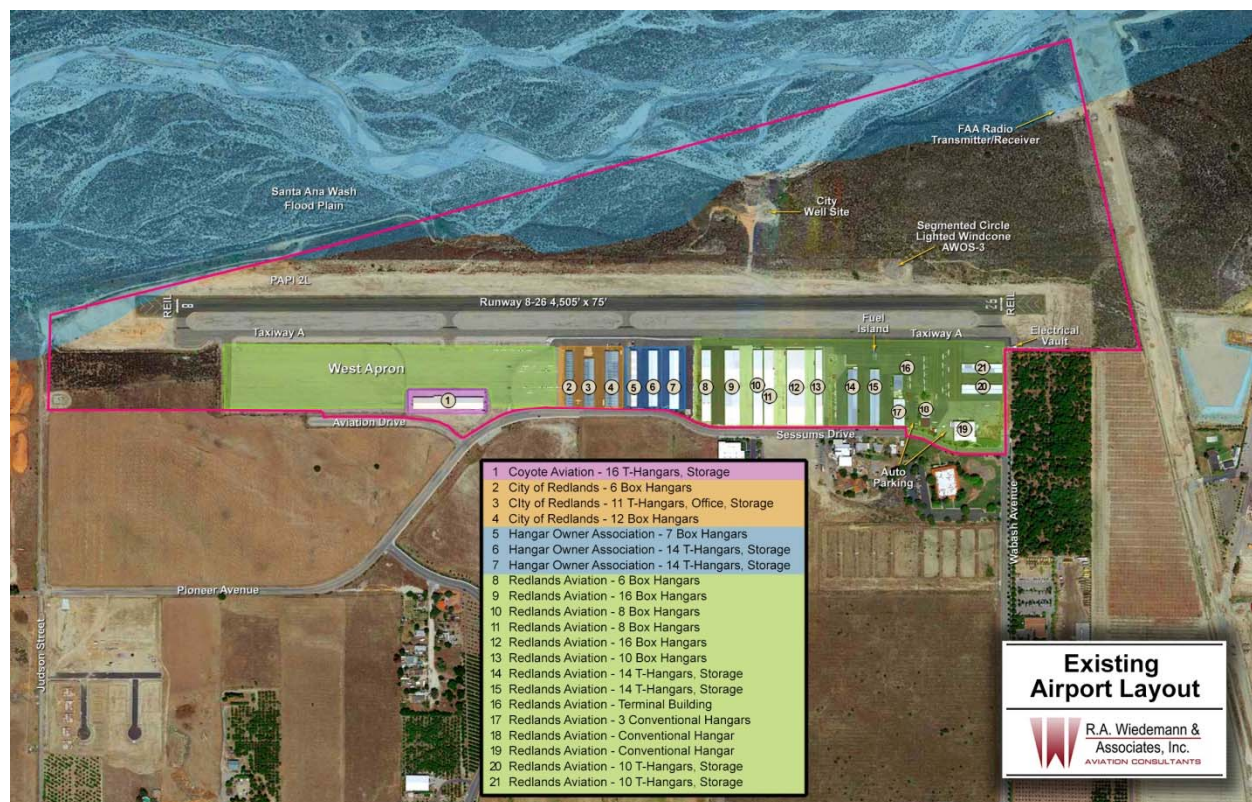 FAA Radio
Transmitter/Receiver
Santa Ana Wash
Flood Plain
City
Well Site
Segmented Circle
Lighted Windcone
AWOS-3
PAPI 2L
REIL
8
Runway 8-26 4,505' x 75'
26
REIL
Taxiway A
Fuel
Island
Taxiway A
Electrical
Vault
West Apron
1
2
3
4
5
6
7
8
9
10
11
12
13
14
15
16
17
18
19
20
21
Aviation Drive
Sessums Drive
Auto
Parking
Wabash Avenue
Pioneer Avenue
Judson Street
1 Coyote Aviation - 16 T-Hangars, Storage
2 City of Redlands - 6 Box Hangars
3 CIty of Redlands - 11 T-Hangars, Office, Storage
4 City of Redlands - 12 Box Hangars
5 Hangar Owner Association - 7 Box Hangars
6 Hangar Owner Association - 14 T-Hangars, Storage
7 Hangar Owner Association - 14 T-Hangars, Storage
8 Redlands Aviation - 6 Box Hangars
9 Redlands Aviation - 16 Box Hangars
10 Redlands Aviation - 8 Box Hangars
11 Redlands Aviation - 8 Box Hangars
12 Redlands Aviation - 16 Box Hangars
13 Redlands Aviation - 10 Box Hangars
14 Redlands Aviation - 14 T-Hangars, Storage
15 Redlands Aviation - 14 T-Hangars, Storage
16 Redlands Aviation - Terminal Building
17 Redlands Aviation - 3 Conventional Hangars
18 Redlands Aviation - Conventional Hangar
19 Redlands Aviation - Conventional Hangar
20 Redlands Aviation - 10 T-Hangars, Storage
21 Redlands Aviation - 10 T-Hangars, Storage
Existing
Airport Layout
R.A. Wiedemann &
Associates, Inc.
AVIATION CONSULTANTS